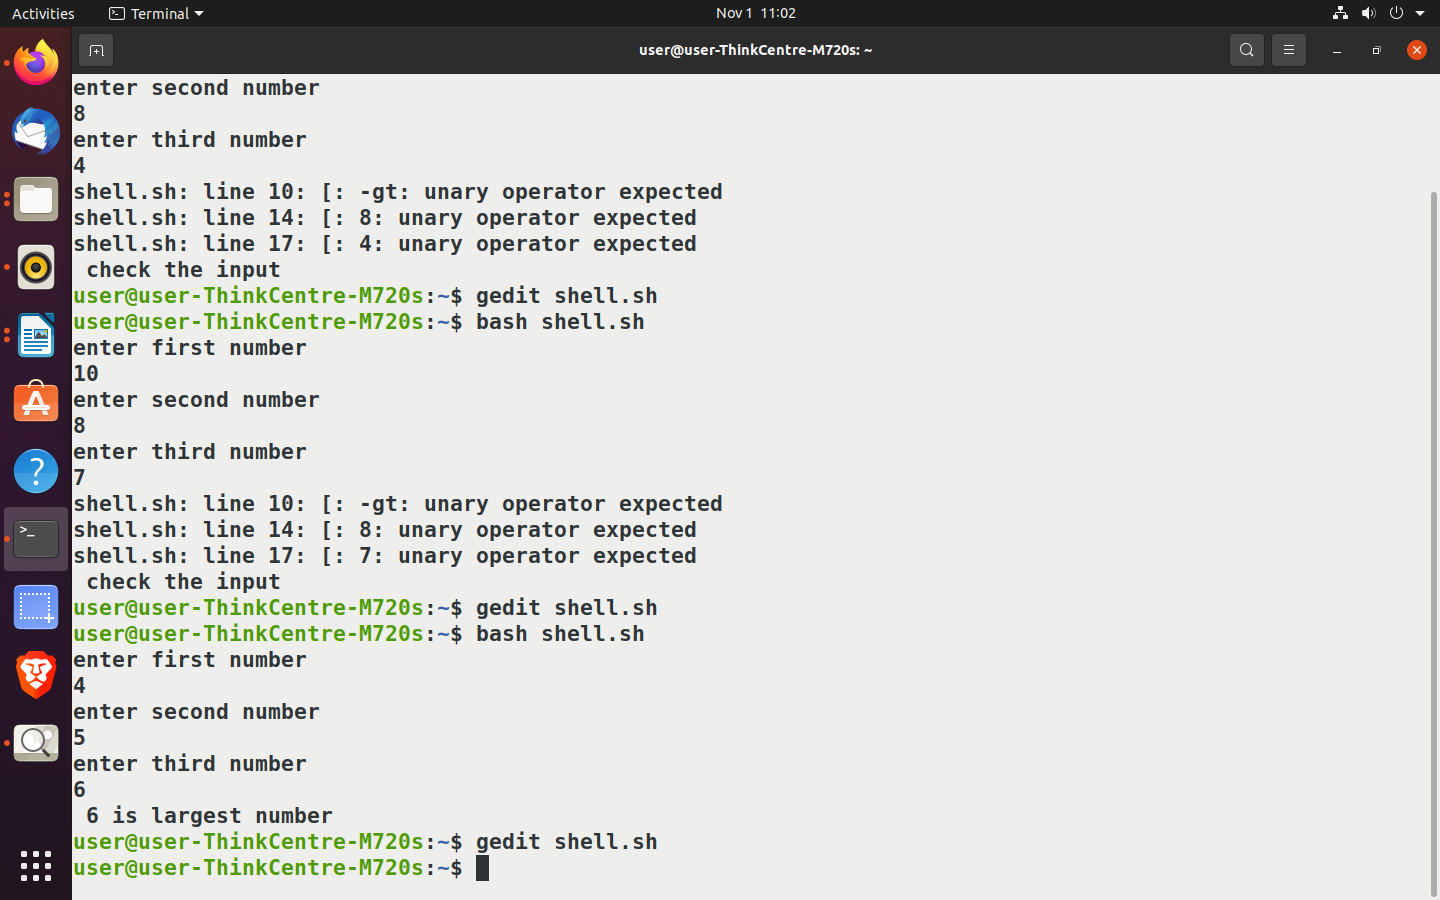 Activities
Terminal
Nov 1 11:02
user@user-ThinkCentre-M720s: ~
enter second number
8
enter third number
4
shell.sh: line 10: [: -gt: unary operator expected
shell.sh: line 14: [: 8: unary operator expected
shell.sh: line 17: [: 4: unary operator expected
 check the input
user@user-ThinkCentre-M720s:~$ gedit shell.sh
user@user-ThinkCentre-M720s:~$ bash shell.sh
enter first number
10
enter second number
8
enter third number
7
shell.sh: line 10: [: -gt: unary operator expected
shell.sh: line 14: [: 8: unary operator expected
shell.sh: line 17: [: 7: unary operator expected
 check the input
user@user-ThinkCentre-M720s:~$ gedit shell.sh
user@user-ThinkCentre-M720s:~$ bash shell.sh
enter first number
4
enter second number
5
enter third number
6
 6 is largest number
user@user-ThinkCentre-M720s:~$ gedit shell.sh
user@user-ThinkCentre-M720s:~$